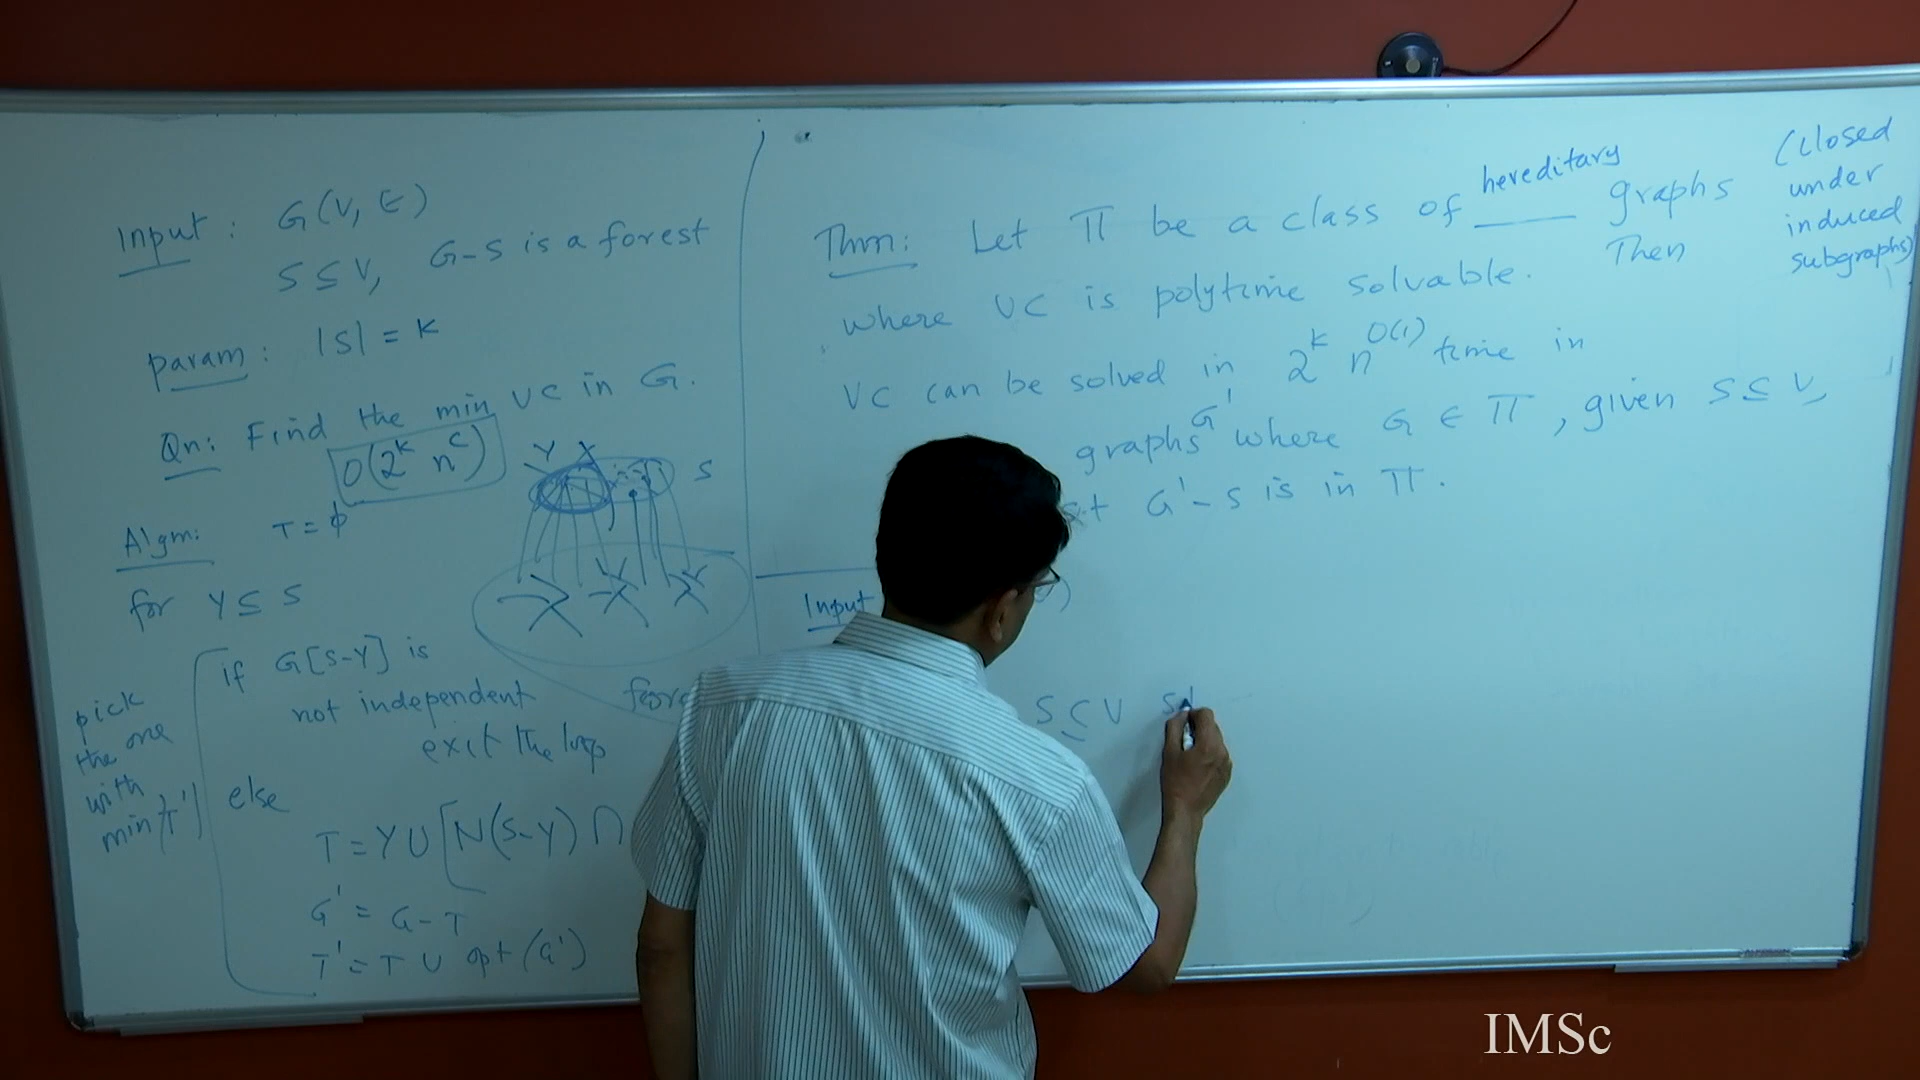 Input : G(V, E)
S ⊆ V, G-S is a forest
param : |S| = k
Qn: Find the min VC in G.
O(2^k n^c)
Y X
S
Algm: T = ϕ
for Y ⊆ S
if G[S-Y] is
not independent
exit the loop
pick
the one
with
min |T'|
else
T = Y ∪ [N(S-Y) ∩
G' = G - T
T' = T ∪ opt(G')
Thm: Let Π be a class of hereditary graphs
(closed
under
induced
subgraphs)
where VC is polytime solvable. Then
VC can be solved in 2^k n^O(1) time in
graphs G' where G ∈ Π, given S ⊆ V,
s.t G' - S is in Π.
Input
S ⊆ V
IMSc